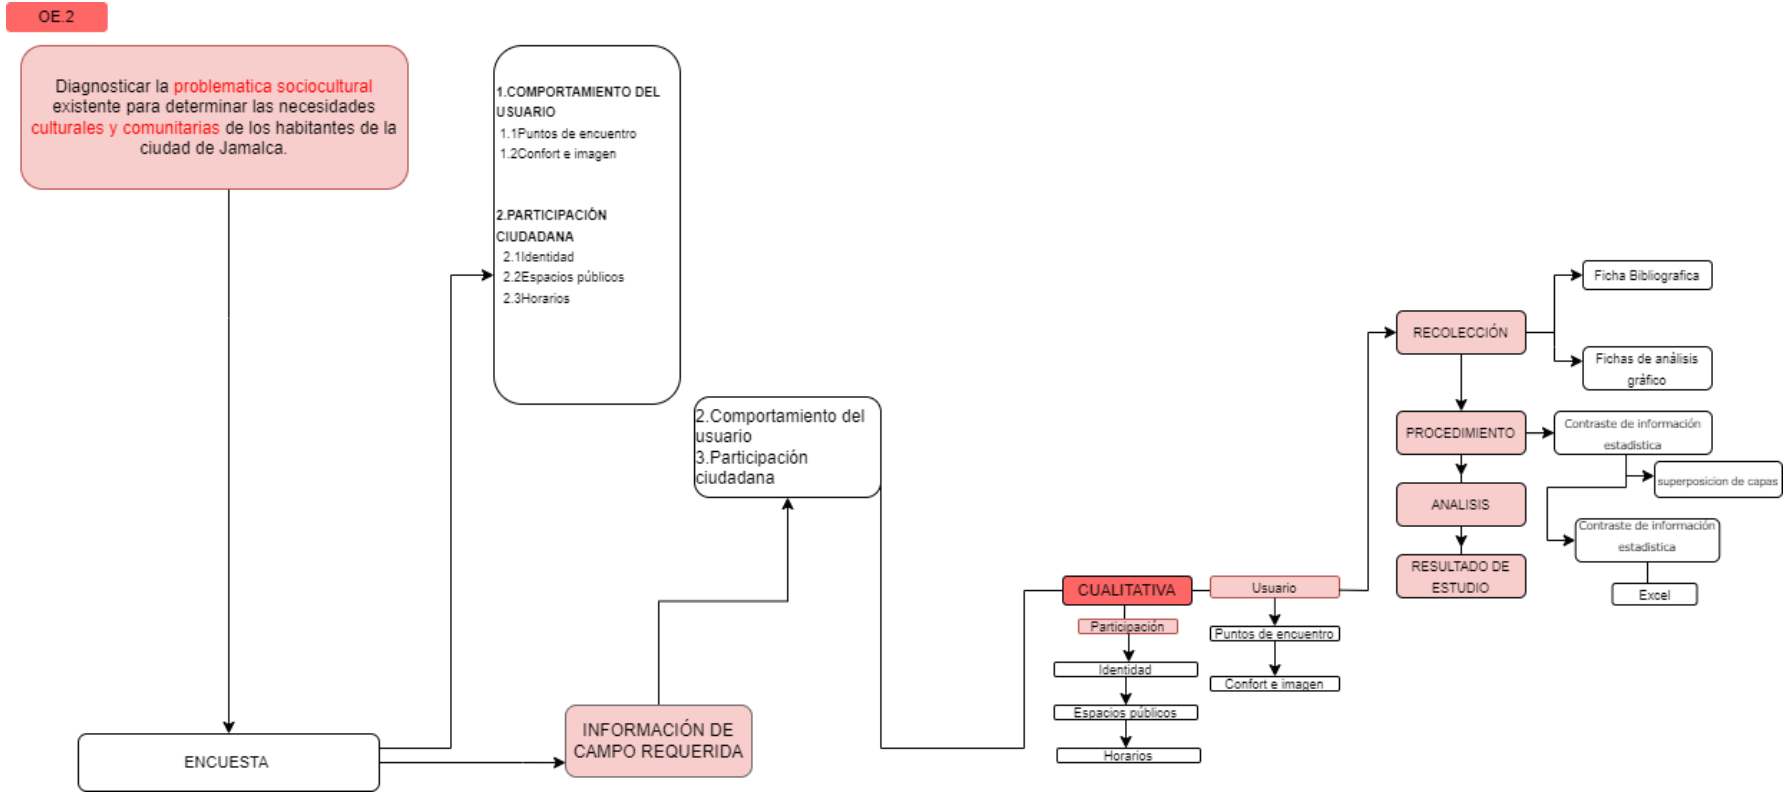 OE.2
Diagnosticar la problematica sociocultural
existente para determinar las necesidades
culturales y comunitarias de los habitantes de la
ciudad de Jamalca.
1.COMPORTAMIENTO DEL
USUARIO
1.1Puntos de encuentro
1.2Confort e imagen
2.PARTICIPACIÓN
CIUDADANA
2.1Identidad
2.2Espacios públicos
2.3Horarios
ENCUESTA
INFORMACIÓN DE
CAMPO REQUERIDA
2.Comportamiento del
usuario
3.Participación
ciudadana
CUALITATIVA
Participación
Identidad
Espacios públicos
Horarios
Usuario
Puntos de encuentro
Confort e imagen
RECOLECCIÓN
Ficha Bibliografica
Fichas de anàlisis
gràfico
PROCEDIMIENTO
Contraste de información
estadistica
superposicion de capas
Contraste de información
estadistica
Excel
ANALISIS
RESULTADO DE
ESTUDIO